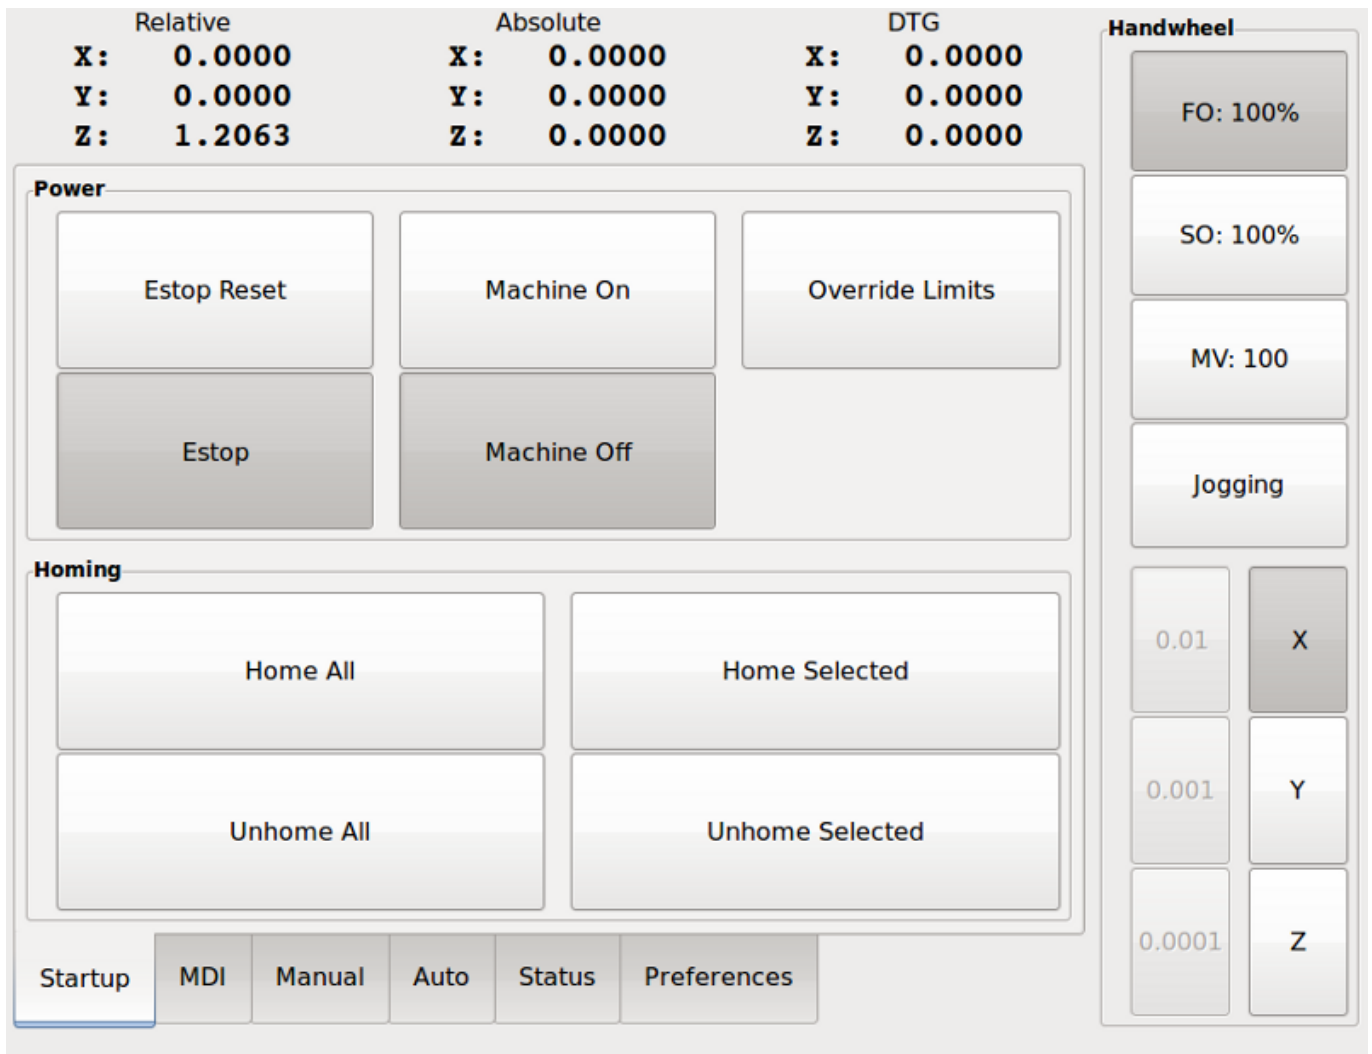 Relative Absolute DTG
X: 0.0000 X: 0.0000 X: 0.0000
Y: 0.0000 Y: 0.0000 Y: 0.0000
Z: 1.2063 Z: 0.0000 Z: 0.0000
Power
Estop Reset Machine On Override Limits
Estop Machine Off
Homing
Home All Home Selected
Unhome All Unhome Selected
Startup MDI Manual Auto Status Preferences
Handwheel
FO: 100%
SO: 100%
MV: 100
Jogging
0.01 X
0.001 Y
0.0001 Z